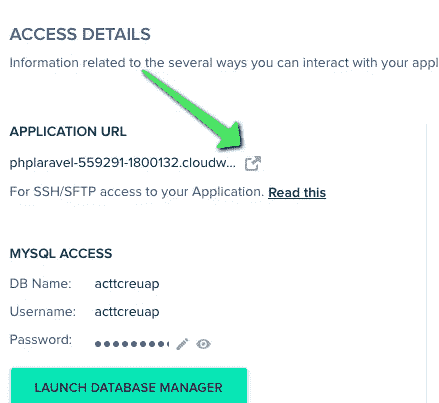 ACCESS DETAILS
Information related to the several ways you can interact with your appl
APPLICATION URL
phplaravel-559291-1800132.cloudw...
For SSH/SFTP access to your Application. Read this
MYSQL ACCESS
DB Name: acttcreuap
Username: acttcreuap
Password:
LAUNCH DATABASE MANAGER